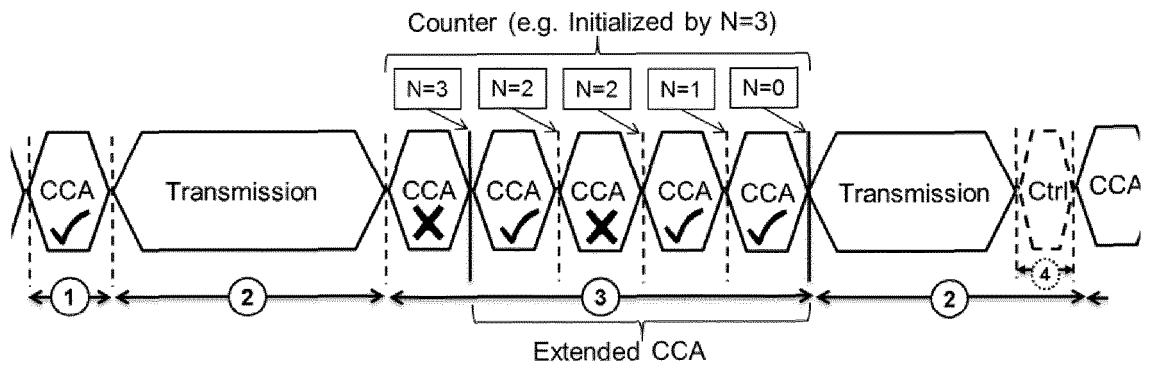 Counter (e.g. Initialized by N=3)
N=3 N=2 N=2 N=1 N=0
CCA Transmission CCA CCA CCA CCA CCA Transmission Ctrl CCA
1 2 3 2 4
Extended CCA